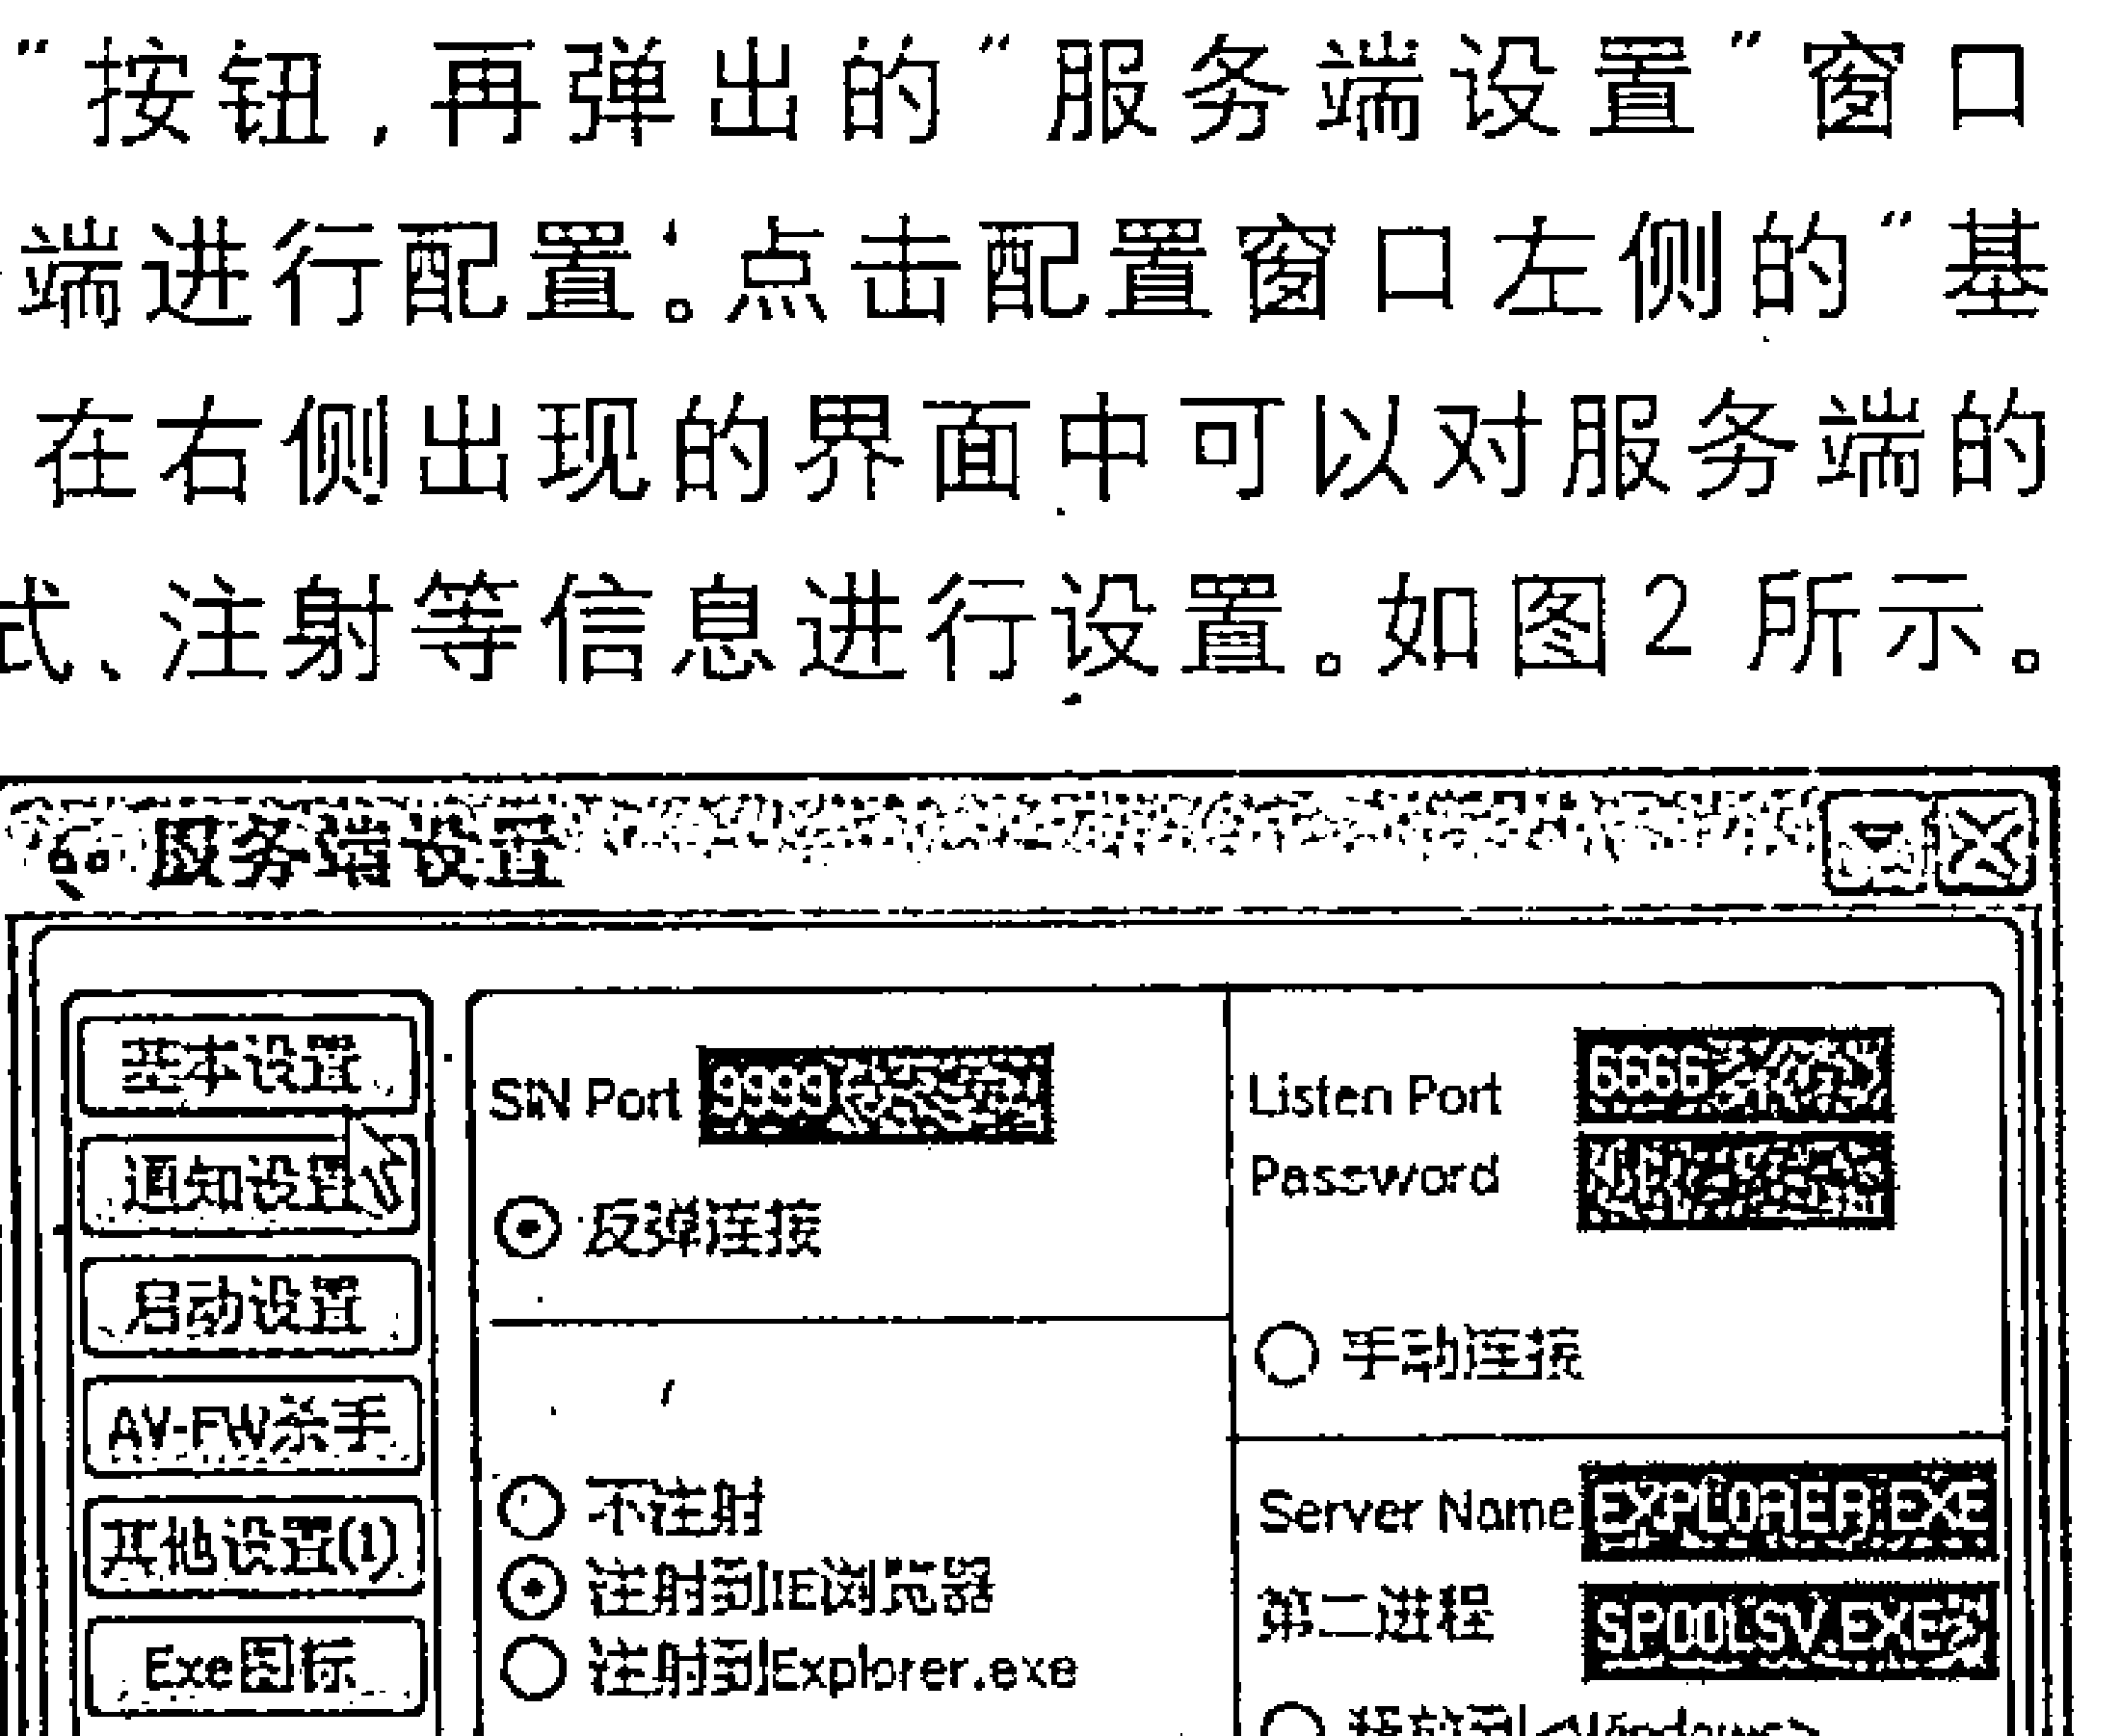 ”按钮，再弹出的“服务端设置”窗口
端进行配置。点击配置窗口左侧的“基
在右侧出现的界面中可以对服务端的
式、注射等信息进行设置。如图2 所示。
服务端设置
基本设置
通知设置
启动设置
AV-FW杀手
其他设置(1)
Exe图标
SIN Port 9999
反弹连接
Listen Port 6666
Password
手动连接
不注射
注射到IE浏览器
注射到Explorer.exe
Server Name EXPLORER.EXE
第二进程 SPOOLSV.EXE
释放到<Windows>